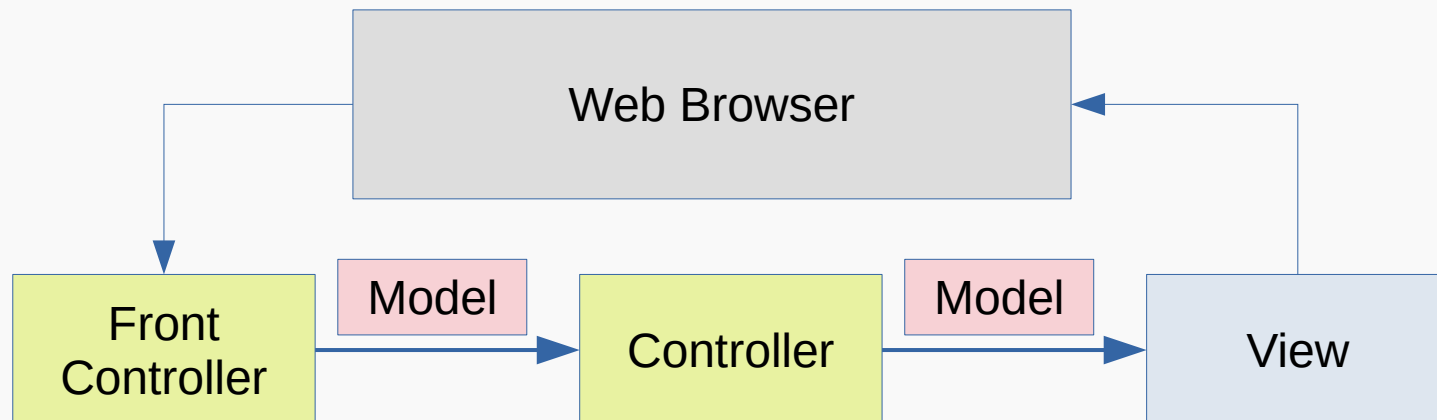 Web Browser
Model
Model
Front
Controller
Controller
View